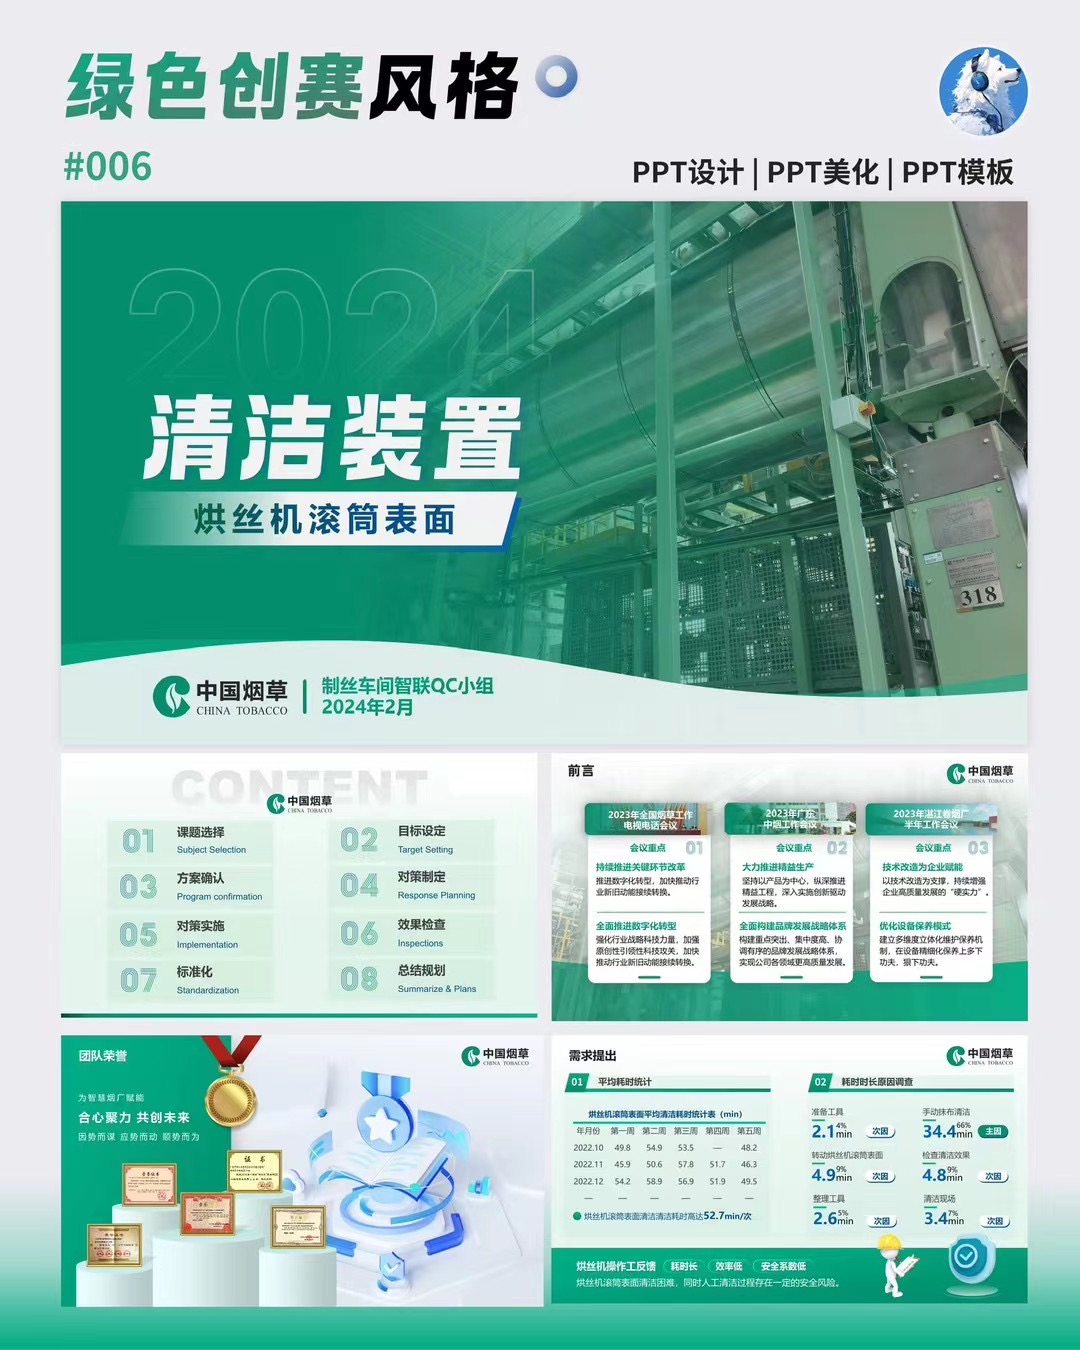 绿色创赛风格
#006
PPT设计 | PPT美化 | PPT模板
2024
清洁装置
烘丝机滚筒表面
318
中国烟草
CHINA TOBACCO
制丝车间智联QC小组
2024年2月
CONTENT
中国烟草
CHINA TOBACCO
01 课题选择
Subject Selection
02 目标设定
Target Setting
03 方案确认
Program confirmation
04 对策制定
Response Planning
05 对策实施
Implementation
06 效果检查
Inspections
07 标准化
Standardization
08 总结规划
Summarize & Plans
前言
中国烟草
CHINA TOBACCO
2023年全国烟草工作
电视电话会议
会议重点 01
持续推进关键环节改革
推进数字化转型，加快推动行
业新旧动能接续转换。
全面推进数字化转型
强化行业战略科技力量，加强
原创性引领性科技攻关，加快
推动行业新旧动能接续转换。
2023年广东
中烟工作会议
会议重点 02
大力推进精益生产
坚持以产品为中心，纵深推进
精益工程，深入实施创新驱动
发展战略。
全面构建品牌发展战略体系
构建重点突出、集中度高、协
调有序的品牌发展战略体系，
实现公司各领域更高质量发展。
2023年湛江卷烟厂
半年工作会议
会议重点 03
技术改造为企业赋能
以技术改造为支撑，持续增强
企业高质量发展的“硬实力”。
优化设备保养模式
建立多维度立体化维护保养机
制，在设备精细化保养上多下
功夫，狠下功夫。
团队荣誉
中国烟草
CHINA TOBACCO
为智慧烟厂赋能
合心聚力 共创未来
因势而谋 应势而动 顺势而为
证书
需求提出
中国烟草
CHINA TOBACCO
01 平均耗时统计
烘丝机滚筒表面平均清洁耗时统计表（min）
年月份 第一周 第二周 第三周 第四周 第五周
2022.10 49.8 54.9 53.5 — 48.2
2022.11 45.9 50.6 57.8 51.7 46.3
2022.12 54.2 58.9 56.9 51.9 49.5
— — — — — —
烘丝机滚筒表面清洁清洁耗时高达52.7min/次
02 耗时时长原因调查
准备工具
2.1min 4% 次因
手动抹布清洁
34.4min 66% 主因
转动烘丝机滚筒表面
4.9min 9% 次因
检查清洁效果
4.8min 9% 次因
整理工具
2.6min 5% 次因
清洁现场
3.4min 7% 次因
烘丝机操作工反馈 耗时长 效率低 安全系数低
烘丝机滚筒表面清洁困难，同时人工清洁过程存在一定的安全风险。